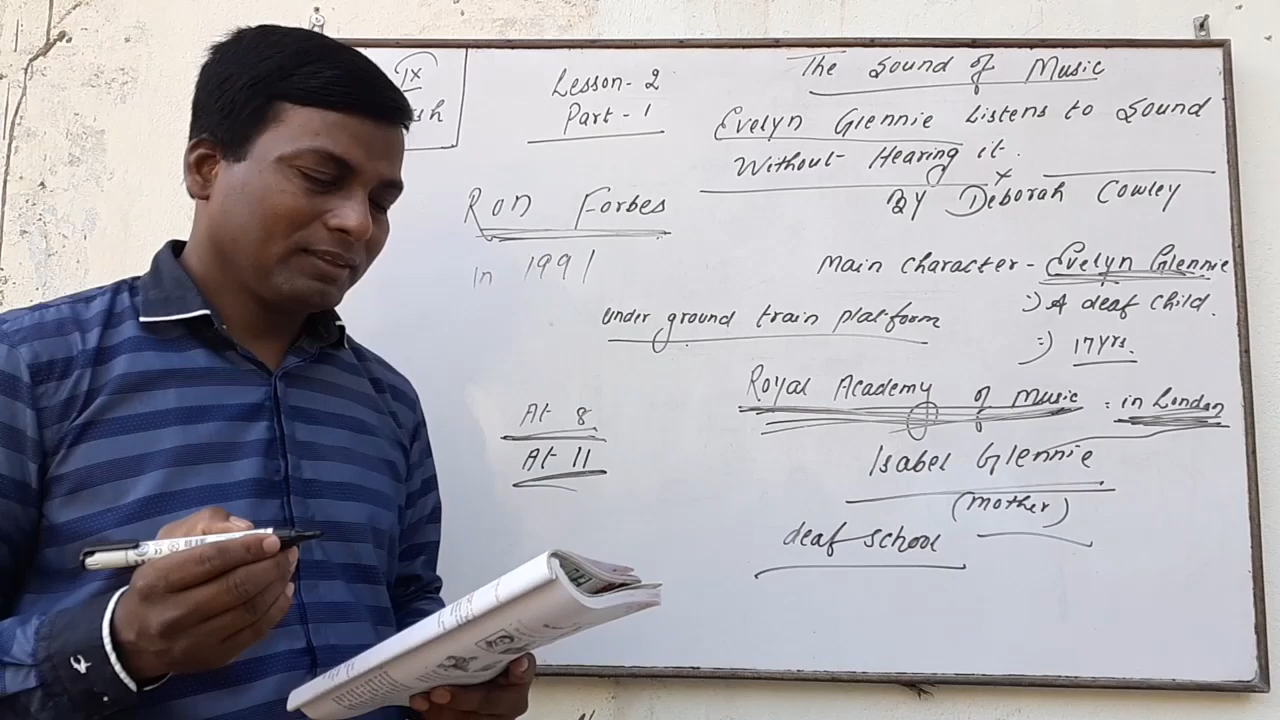 IX
Lesson-2
Part-1
The Sound of Music
Evelyn Glennie Listens to Sound
Without Hearing it.
BY Deborah Cowley
Ron Forbes
In 1991
Main Character - Evelyn Glennie
:) A deaf child.
:) 17 yrs.
under ground train platform
Royal Academy of Music = in London
At 8
At 11
Isabel Glennie
(Mother)
deaf school